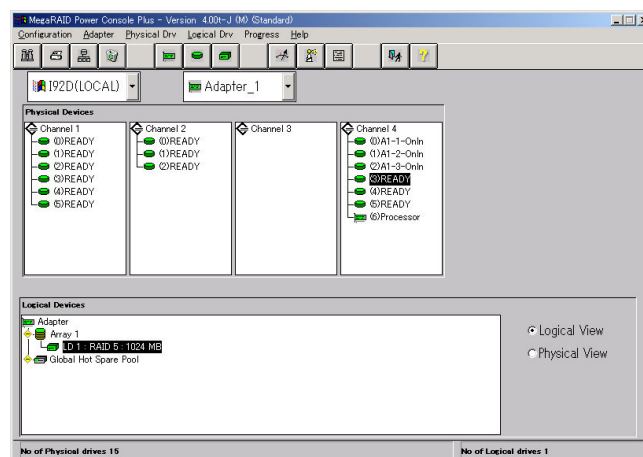 MegaRAID Power Console Plus - Version 4.00t-J (M) (Standard)
Configuration Adapter Physical Drv Logical Drv Progress Help
I92D(LOCAL) Adapter_1
Physical Devices
Channel 1
(0)READY
(1)READY
(2)READY
(3)READY
(4)READY
(5)READY
Channel 2
(0)READY
(1)READY
(2)READY
Channel 3
Channel 4
(0)A1-1-Onln
(1)A1-2-Onln
(2)A1-3-Onln
(3)READY
(4)READY
(5)READY
(6)Processor
Logical Devices
Adapter
Array 1
LD 1 : RAID 5 : 1024 MB
Global Hot Spare Pool
Logical View
Physical View
No of Physical drives 15
No of Logical drives 1